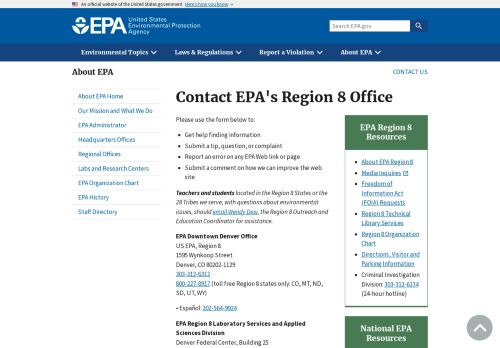 An official website of the United States government Here's how you know
EPA United States
Environmental Protection
Agency
Search EPA.gov
Environmental Topics
Laws & Regulations
Report a Violation
About EPA
About EPA
CONTACT US
About EPA Home
Our Mission and What We Do
EPA Administrator
Headquarters Offices
Regional Offices
Labs and Research Centers
EPA Organization Chart
EPA History
Staff Directory
Contact EPA's Region 8 Office
Please use the form below to:
• Get help finding information
• Submit a tip, question, or complaint
• Report an error on any EPA Web link or page
• Submit a comment on how we can improve the web
site
Teachers and students located in the Region 8 States or the
28 Tribes we serve, with questions about environmental
issues, should email Wendy Dew, the Region 8 Outreach and
Education Coordinator for assistance.
EPA Downtown Denver Office
US EPA, Region 8
1595 Wynkoop Street
Denver, CO 80202-1129
303-312-6312
800-227-8917 (toll free Region 8 states only: CO, MT, ND,
SD, UT, WY)
• Español: 202-564-9924
EPA Region 8 Laboratory Services and Applied
Sciences Division
Denver Federal Center, Building 25
EPA Region 8
Resources
• About EPA Region 8
• Media Inquires
• Freedom of
Information Act
(FOIA) Requests
• Region 8 Technical
Library Services
• Region 8 Organization
Chart
• Directions, Visitor and
Parking Information
• Criminal Investigation
Division: 303-312-6134
(24-hour hotline)
National EPA
Resources